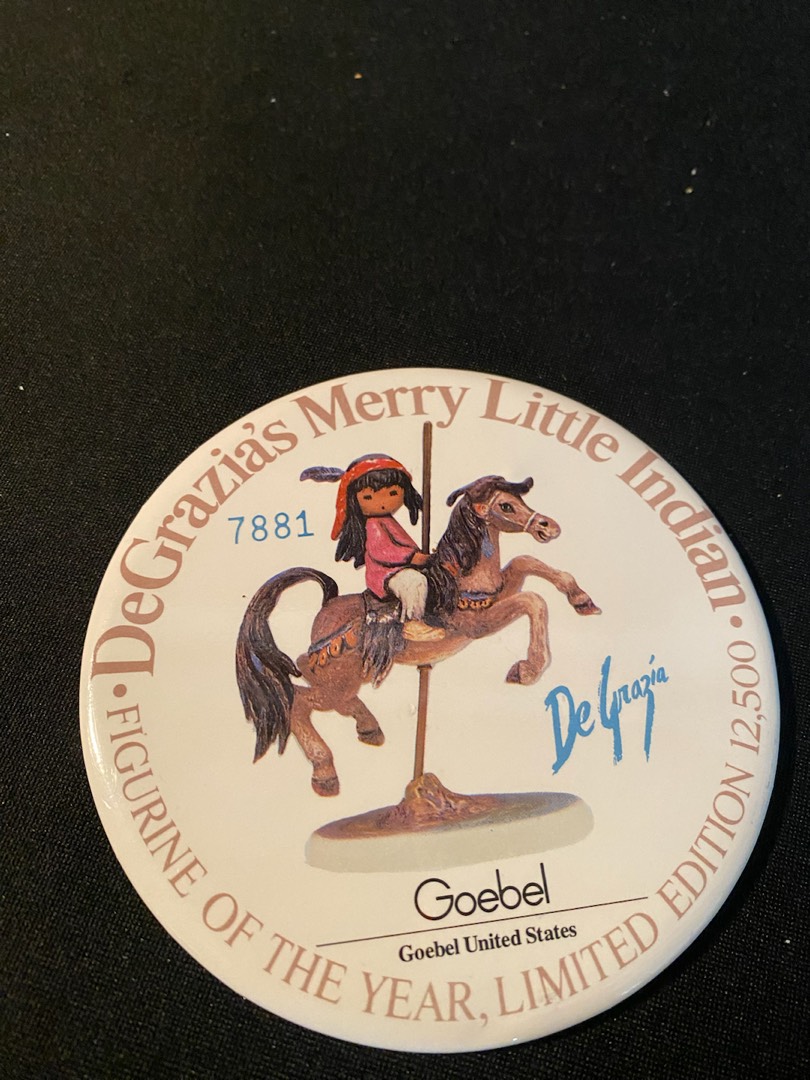 • DeGrazia's Merry Little Indian •
7881
De Grazia
Goebel
Goebel United States
FIGURINE OF THE YEAR, LIMITED EDITION 12,500